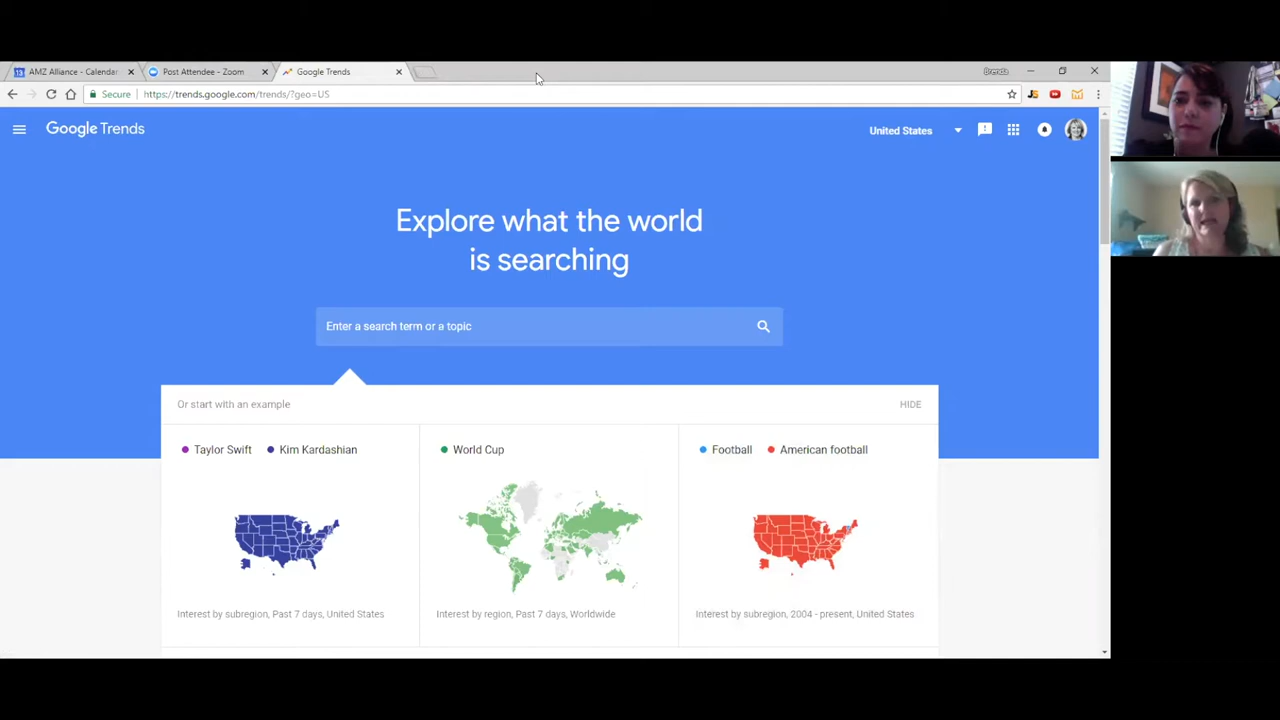 AMZ Alliance - Calendar
Post Attendee - Zoom
Google Trends
Brenda
Secure
https://trends.google.com/trends/?geo=US
Google Trends
United States
Explore what the world
is searching
Enter a search term or a topic
Or start with an example
HIDE
Taylor Swift
Kim Kardashian
World Cup
Football
American football
Interest by subregion, Past 7 days, United States
Interest by region, Past 7 days, Worldwide
Interest by subregion, 2004 - present, United States